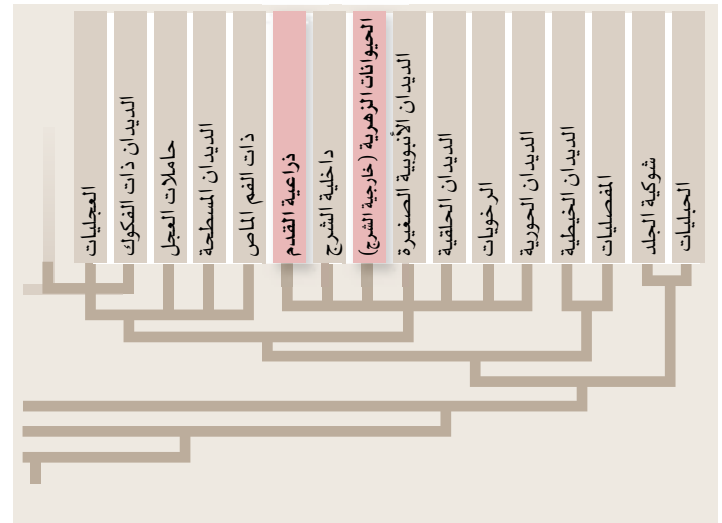 العجليات
الديدان ذات الفكوك
حاملات العجل
الديدان المسطحة
ذات الفم الماص
ذراعية القدم
داخلية الشرج
الحيوانات الزهرية (خارجية الشرج)
الديدان الأنبوبية الصغيرة
الديدان الحلقية
الرخويات
الديدان الحورية
الديدان الخيطية
المفصليات
شوكية الجلد
الحبليات